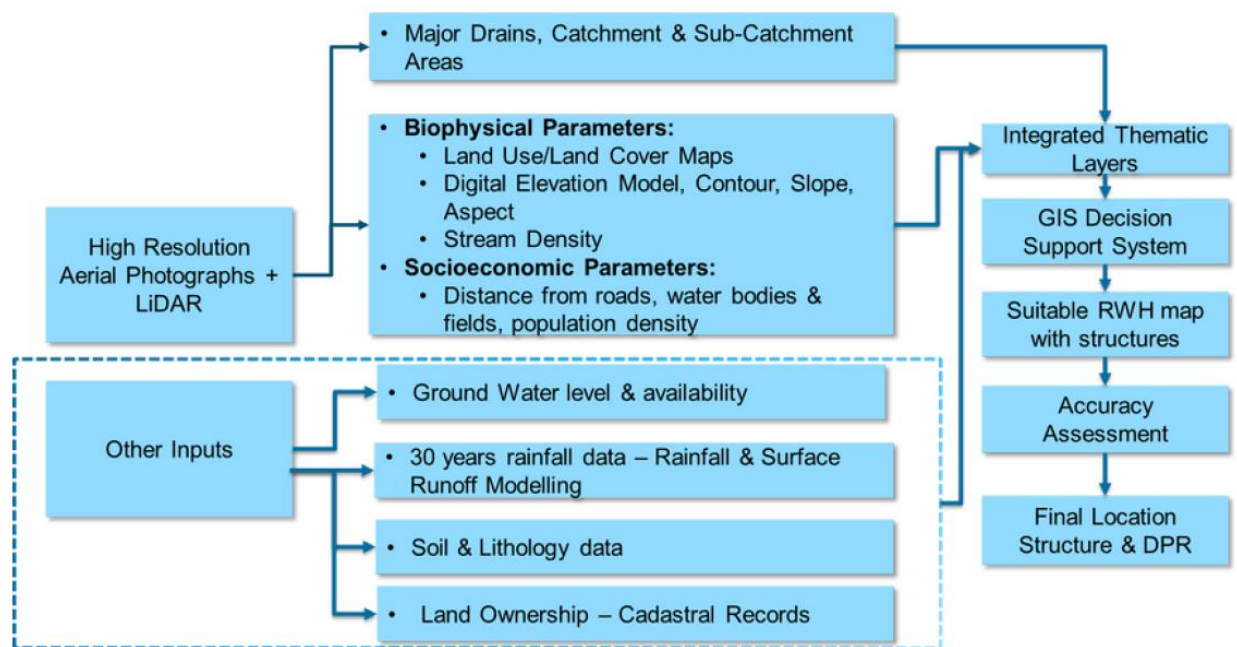 • Major Drains, Catchment & Sub-Catchment
Areas
• Biophysical Parameters:
• Land Use/Land Cover Maps
• Digital Elevation Model, Contour, Slope,
Aspect
• Stream Density
• Socioeconomic Parameters:
• Distance from roads, water bodies &
fields, population density
High Resolution
Aerial Photographs +
LiDAR
Other Inputs
• Ground Water level & availability
• 30 years rainfall data – Rainfall & Surface
Runoff Modelling
• Soil & Lithology data
• Land Ownership – Cadastral Records
Integrated Thematic
Layers
GIS Decision
Support System
Suitable RWH map
with structures
Accuracy
Assessment
Final Location
Structure & DPR